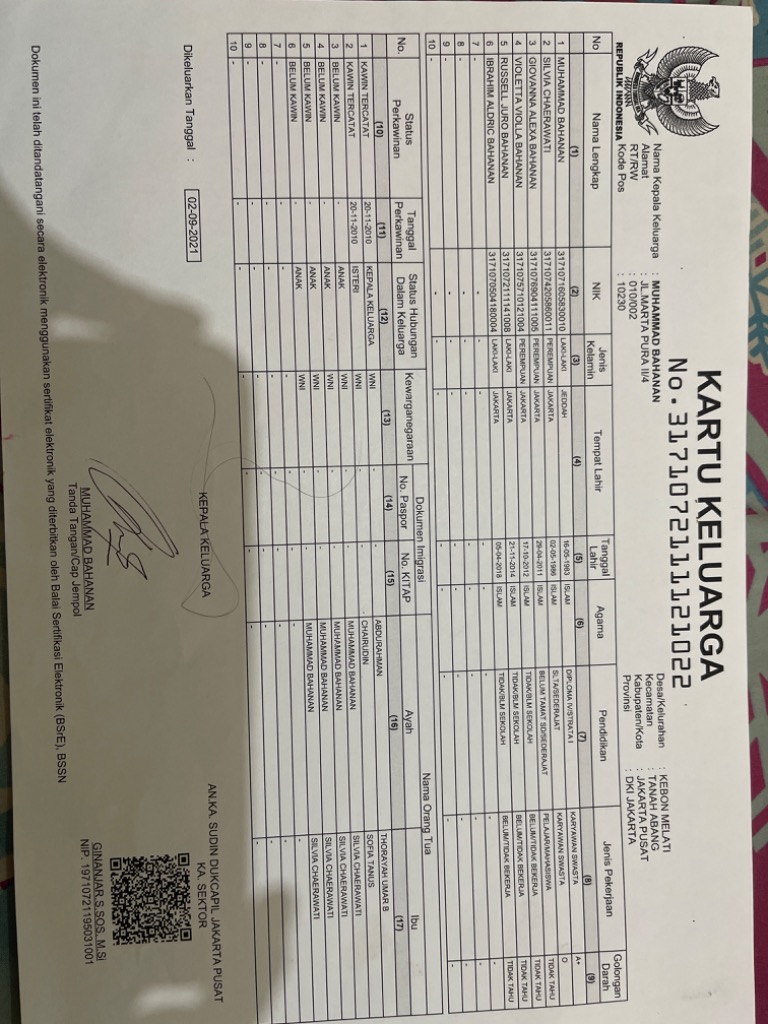 KARTU KELUARGA
No. 3171072111121022
REPUBLIK INDONESIA
Nama Kepala Keluarga : MUHAMMAD BAHANAN
Alamat : JL.MARTA PURA II/4
RT/RW : 010/002
Kode Pos : 10230
Desa/Kelurahan : KEBON MELATI
Kecamatan : TANAH ABANG
Kabupaten/Kota : JAKARTA PUSAT
Provinsi : DKI JAKARTA
No Nama Lengkap NIK Jenis Kelamin Tempat Lahir Tanggal Lahir Agama Pendidikan Jenis Pekerjaan Golongan Darah
(1) (2) (3) (4) (5) (6) (7) (8) (9)
1 MUHAMMAD BAHANAN 3171071605830010 LAKI-LAKI JEDDAH 16-05-1983 ISLAM DIPLOMA IV/STRATA I KARYAWAN SWASTA A+
2 SILVIA CHAERAWATI 3171074205860011 PEREMPUAN JAKARTA 02-05-1986 ISLAM SLTA/SEDERAJAT KARYAWAN SWASTA O
3 GIOVANNA ALEXA BAHANAN 3171076904111005 PEREMPUAN JAKARTA 29-04-2011 ISLAM BELUM TAMAT SD/SEDERAJAT PELAJAR/MAHASISWA TIDAK TAHU
4 VIOLETTA VIOLLA BAHANAN 3171075710121004 PEREMPUAN JAKARTA 17-10-2012 ISLAM TIDAK/BLM SEKOLAH BELUM/TIDAK BEKERJA TIDAK TAHU
5 RUSSELL JURO BAHANAN 3171072111141008 LAKI-LAKI JAKARTA 21-11-2014 ISLAM TIDAK/BLM SEKOLAH BELUM/TIDAK BEKERJA TIDAK TAHU
6 IBRAHIM ALDRIC BAHANAN 3171070504180004 LAKI-LAKI JAKARTA 05-04-2018 ISLAM TIDAK/BLM SEKOLAH BELUM/TIDAK BEKERJA TIDAK TAHU
7 - - - - - - - - -
8 - - - - - - - - -
9 - - - - - - - - -
10 - - - - - - - - -
No. Status Perkawinan Tanggal Perkawinan Status Hubungan Dalam Keluarga Kewarganegaraan Dokumen Imigrasi Nama Orang Tua
No. Paspor No. KITAP Ayah Ibu
(10) (11) (12) (13) (14) (15) (16) (17)
1 KAWIN TERCATAT 20-11-2010 KEPALA KELUARGA WNI - - ABDURAHMAN THORAYAH UMAR B
2 KAWIN TERCATAT 20-11-2010 ISTERI WNI - - CHAIRUDIN SOFIA TANUS
3 BELUM KAWIN - ANAK WNI - - MUHAMMAD BAHANAN SILVIA CHAERAWATI
4 BELUM KAWIN - ANAK WNI - - MUHAMMAD BAHANAN SILVIA CHAERAWATI
5 BELUM KAWIN - ANAK WNI - - MUHAMMAD BAHANAN SILVIA CHAERAWATI
6 BELUM KAWIN - ANAK WNI - - MUHAMMAD BAHANAN SILVIA CHAERAWATI
7 - - - - - - - -
8 - - - - - - - -
9 - - - - - - - -
10 - - - - - - - -
Dikeluarkan Tanggal : 02-09-2021
KEPALA KELUARGA
MUHAMMAD BAHANAN
Tanda Tangan/Cap Jempol
AN.KA. SUDIN DUKCAPIL JAKARTA PUSAT
KA. SEKTOR
GINANJAR.S.SOS. M.Si
NIP. 197107211995031001
Dokumen ini telah ditandatangani secara elektronik menggunakan sertifikat elektronik yang diterbitkan oleh Balai Sertifikasi Elektronik (BSrE), BSSN